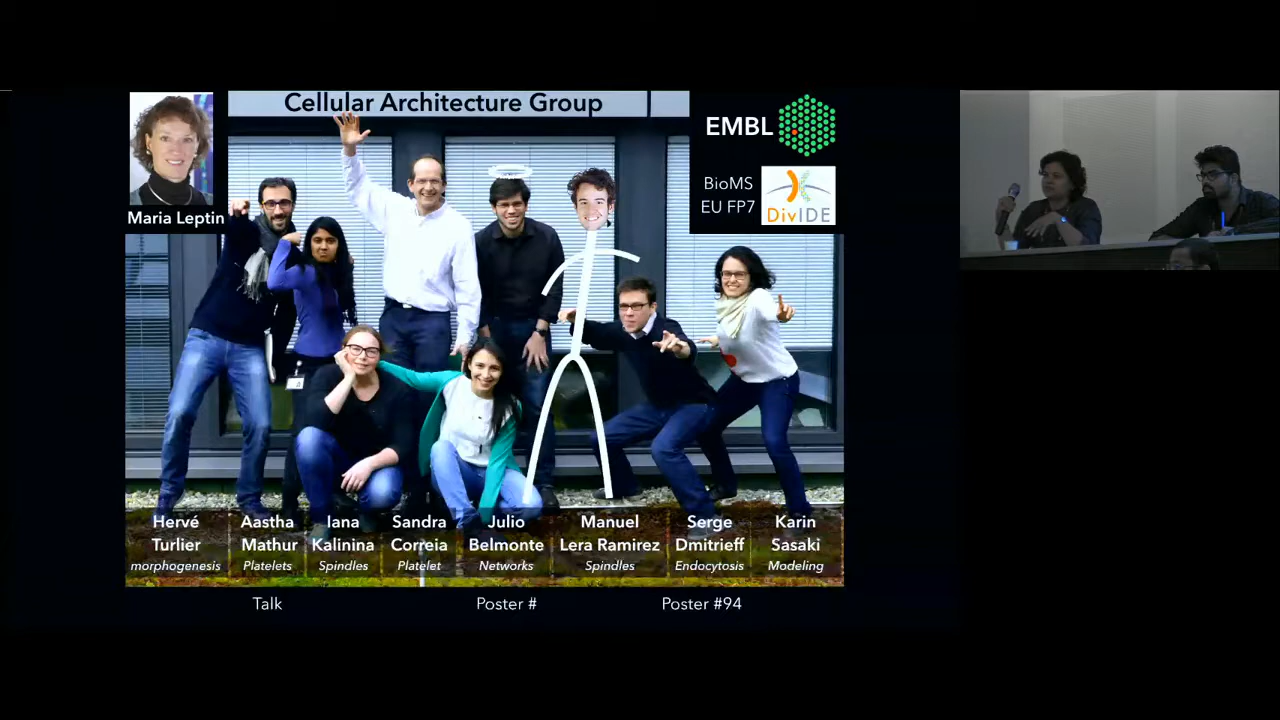 Cellular Architecture Group
EMBL
BioMS
EU FP7
DivIDE
Maria Leptin
Hervé
Turlier
morphogenesis
Aastha
Mathur
Platelets
Iana
Kalinina
Spindles
Sandra
Correia
Platelet
Julio
Belmonte
Networks
Manuel
Lera Ramirez
Spindles
Serge
Dmitrieff
Endocytosis
Karin
Sasaki
Modeling
Talk
Poster #
Poster #94